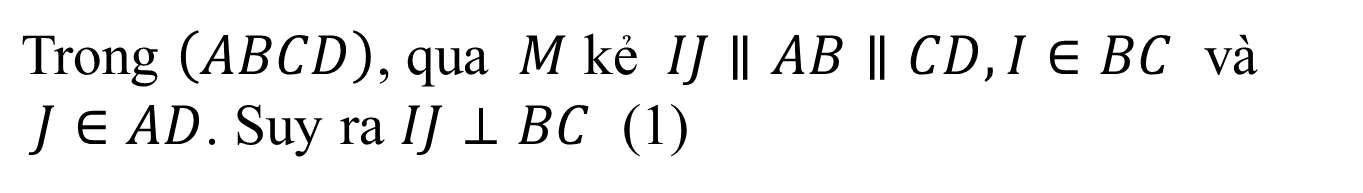 Trong (ABCD), qua M kẻ IJ ∥ AB ∥ CD, I ∈ BC và
J ∈ AD. Suy ra IJ ⊥ BC (1)